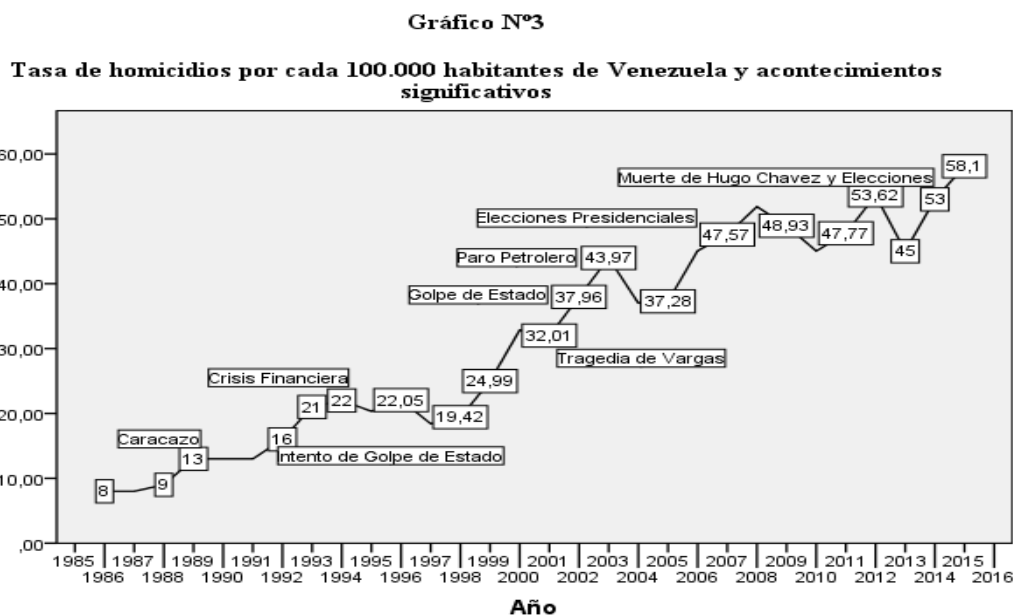 Gráfico Nº3
Tasa de homicidios por cada 100.000 habitantes de Venezuela y acontecimientos
significativos
60,00
50,00
40,00
30,00
20,00
10,00
,00
8
9
Caracazo
13
16
Intento de Golpe de Estado
21
Crisis Financiera
22
22,05
19,42
24,99
32,01
Tragedia de Vargas
Golpe de Estado
37,96
Paro Petrolero
43,97
37,28
Elecciones Presidenciales
47,57
48,93
47,77
Muerte de Hugo Chavez y Elecciones
53,62
45
53
58,1
1985 1987 1989 1991 1993 1995 1997 1999 2001 2003 2005 2007 2009 2011 2013 2015
1986 1988 1990 1992 1994 1996 1998 2000 2002 2004 2006 2008 2010 2012 2014 2016
Año